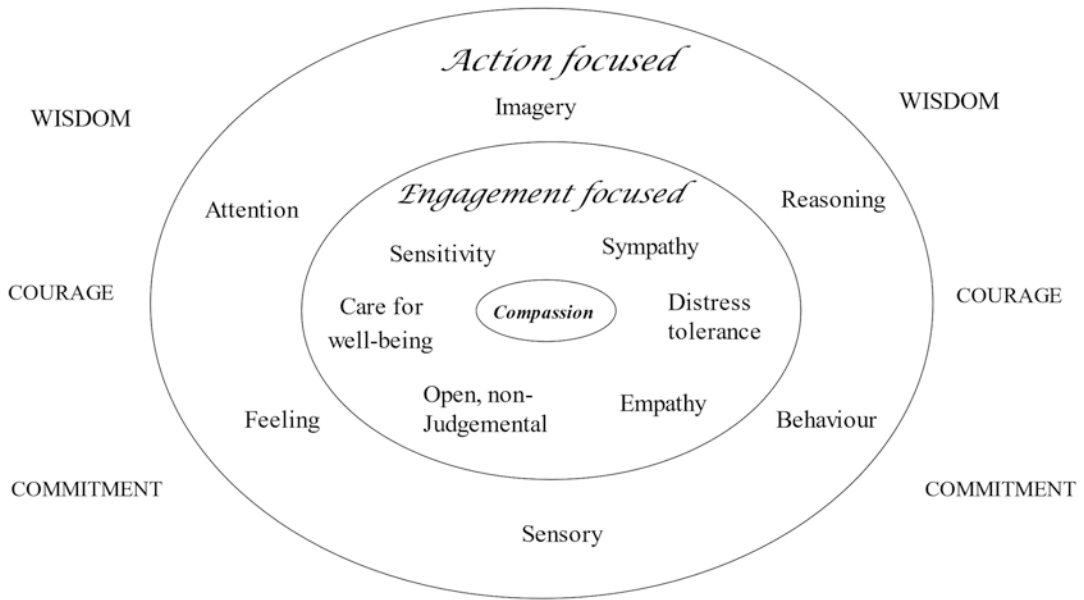 Action focused
Imagery
WISDOM
WISDOM
Engagement focused
Attention
Reasoning
Sensitivity
Sympathy
COURAGE
Care for
well-being
Compassion
Distress
tolerance
COURAGE
Open, non-
Judgemental
Empathy
Feeling
Behaviour
COMMITMENT
COMMITMENT
Sensory